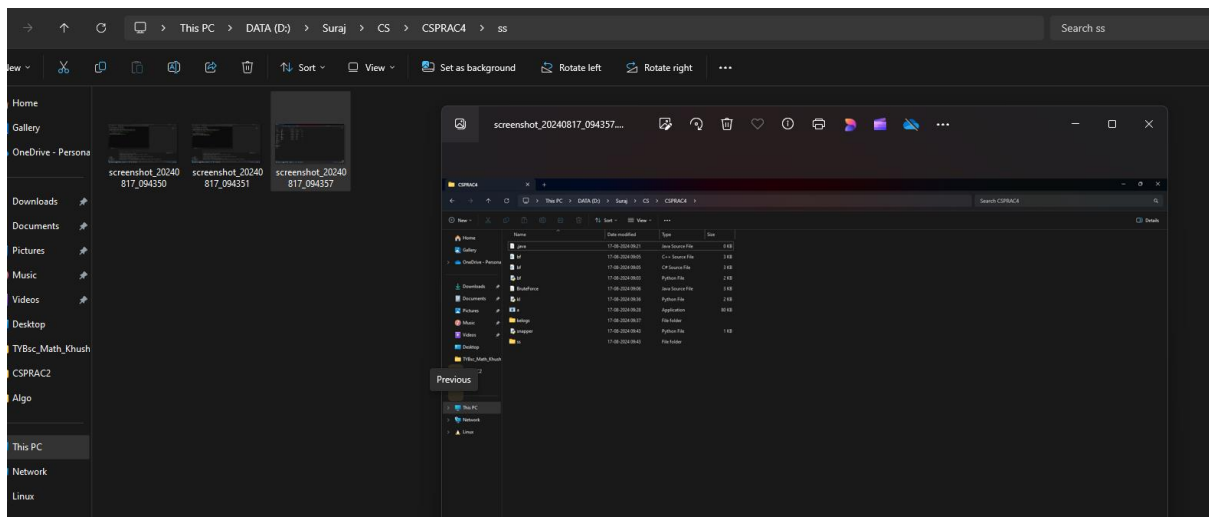 This PC > DATA (D:) > Suraj > CS > CSPRAC4 > ss
Search ss
Sort
View
Set as background
Rotate left
Rotate right
Home
Gallery
OneDrive - Persona
Downloads
Documents
Pictures
Music
Videos
Desktop
TYBsc_Math_Khush
CSPRAC2
Algo
This PC
Network
Linux
screenshot_20240
817_094350
screenshot_20240
817_094351
screenshot_20240
817_094357
screenshot_20240817_094357....
CSPRAC4
This PC > DATA (D:) > Suraj > CS > CSPRAC4 >
Search CSPRAC4
New
Sort
View
Details
Home
Gallery
OneDrive - Persona
Downloads
Documents
Pictures
Music
Videos
Desktop
TYBsc_Math_Khush
Previous
This PC
Network
Linux
Name Date modified Type Size
.java 17-08-2024 09:21 Java Source File 0 KB
bf 17-08-2024 09:05 C++ Source File 3 KB
bf 17-08-2024 09:05 C# Source File 3 KB
bf 17-08-2024 09:03 Python File 2 KB
BruteForce 17-08-2024 09:06 Java Source File 3 KB
17-08-2024 09:36 Python File 2 KB
17-08-2024 09:28 Application 80 KB
17-08-2024 09:37 File folder
snapper 17-08-2024 09:43 Python File 1 KB
ss 17-08-2024 09:43 File folder